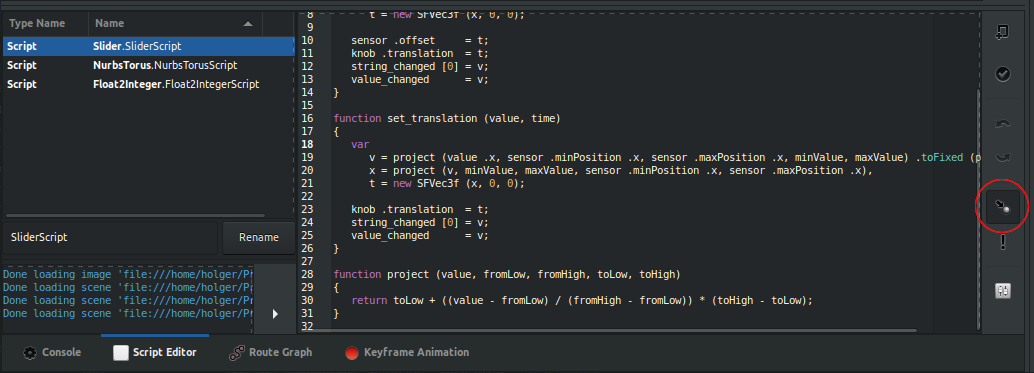 Type Name Name
Script Slider.SliderScript
Script NurbsTorus.NurbsTorusScript
Script Float2Integer.Float2IntegerScript
SliderScript Rename
Done loading image 'file:///home/holger/Pr
Done loading scene 'file:///home/holger/Pr
Done loading scene 'file:///home/holger/Pr
Done loading scene 'file:///home/holger/Pr
8 t = new SFVec3f (x, 0, 0);
9
10 sensor .offset = t;
11 knob .translation = t;
12 string_changed [0] = v;
13 value_changed = v;
14 }
15
16 function set_translation (value, time)
17 {
18 var
19 v = project (value .x, sensor .minPosition .x, sensor .maxPosition .x, minValue, maxValue) .toFixed (p
20 x = project (v, minValue, maxValue, sensor .minPosition .x, sensor .maxPosition .x),
21 t = new SFVec3f (x, 0, 0);
22
23 knob .translation = t;
24 string_changed [0] = v;
25 value_changed = v;
26 }
27
28 function project (value, fromLow, fromHigh, toLow, toHigh)
29 {
30 return toLow + ((value - fromLow) / (fromHigh - fromLow)) * (toHigh - toLow);
31 }
32
Console Script Editor Route Graph Keyframe Animation